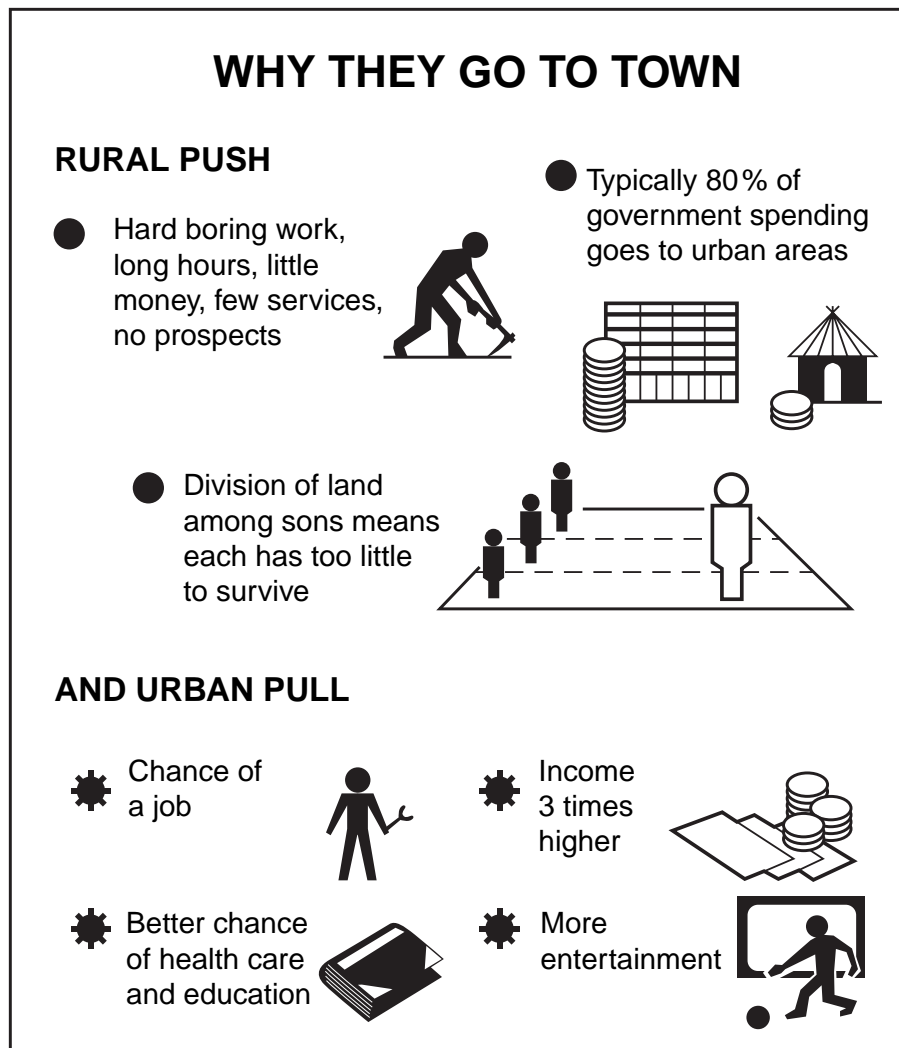 WHY THEY GO TO TOWN
RURAL PUSH
Hard boring work,
long hours, little
money, few services,
no prospects
Typically 80% of
government spending
goes to urban areas
Division of land
among sons means
each has too little
to survive
AND URBAN PULL
Chance of
a job
Income
3 times
higher
Better chance
of health care
and education
More
entertainment